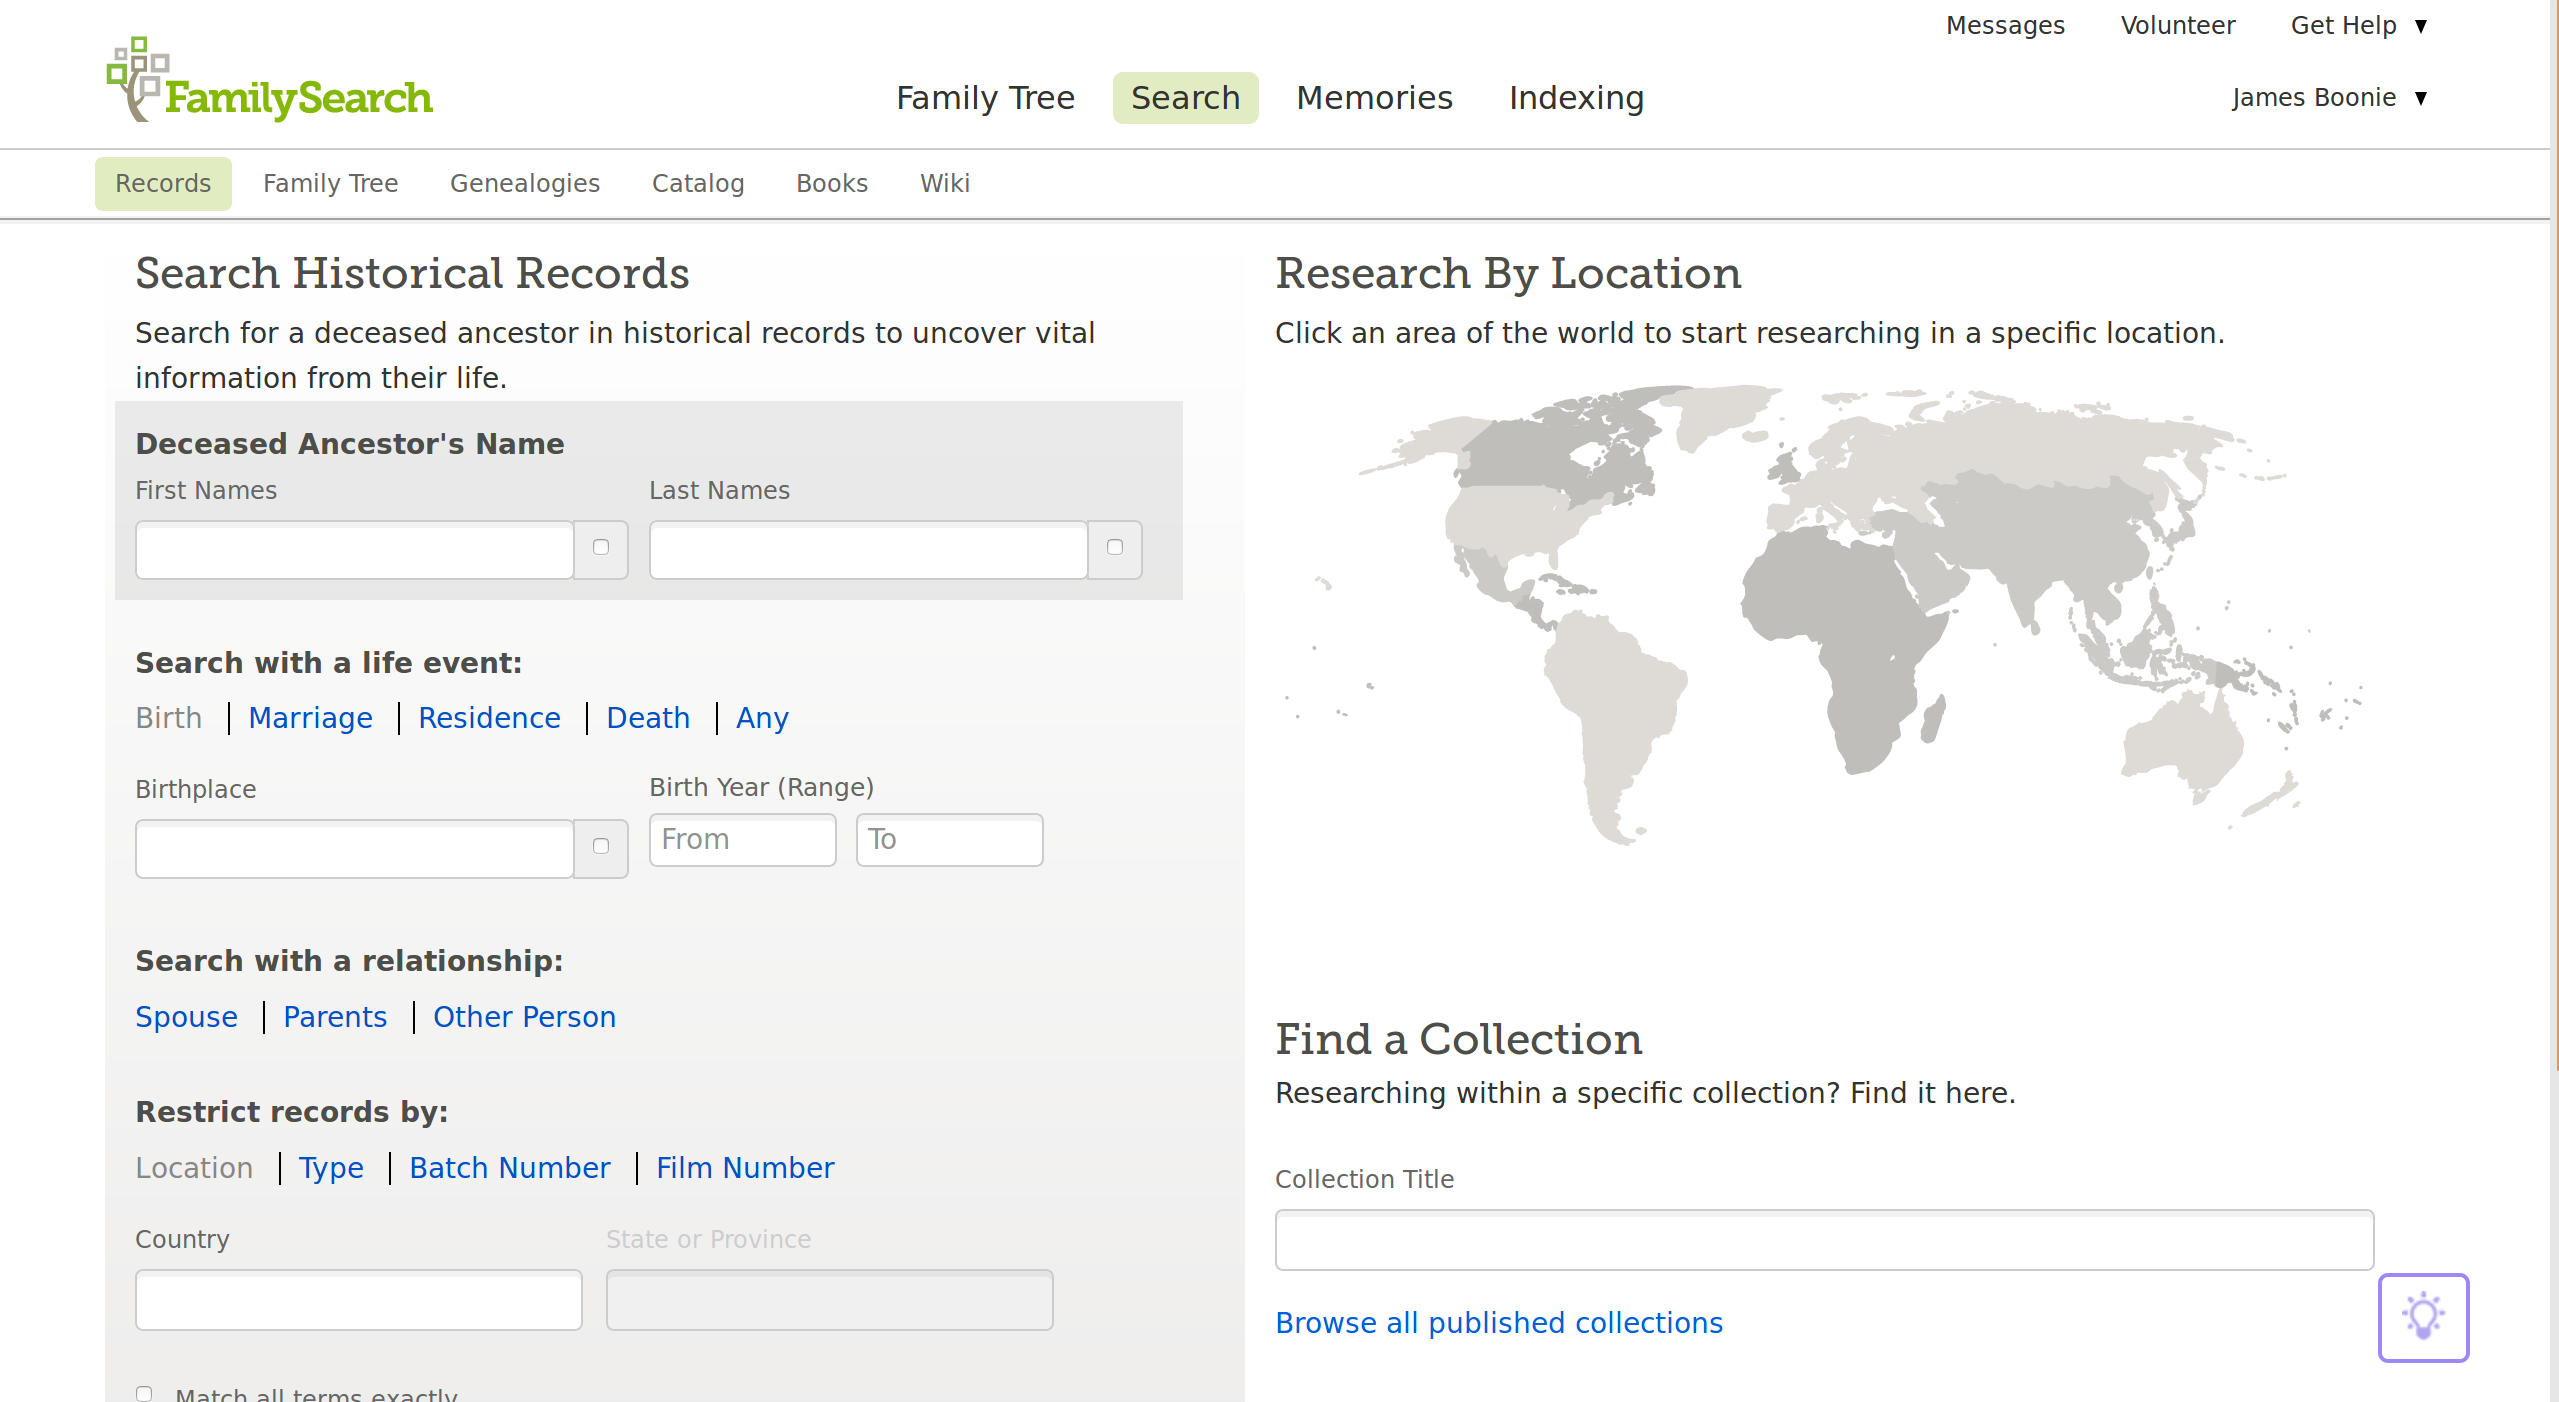 Messages Volunteer Get Help ▼
FamilySearch
Family Tree Search Memories Indexing
James Boonie ▼
Records Family Tree Genealogies Catalog Books Wiki
Search Historical Records
Search for a deceased ancestor in historical records to uncover vital
information from their life.
Deceased Ancestor's Name
First Names Last Names
Search with a life event:
Birth | Marriage | Residence | Death | Any
Birthplace Birth Year (Range)
From To
Search with a relationship:
Spouse | Parents | Other Person
Restrict records by:
Location | Type | Batch Number | Film Number
Country State or Province
Match all terms exactly
Research By Location
Click an area of the world to start researching in a specific location.
Find a Collection
Researching within a specific collection? Find it here.
Collection Title
Browse all published collections